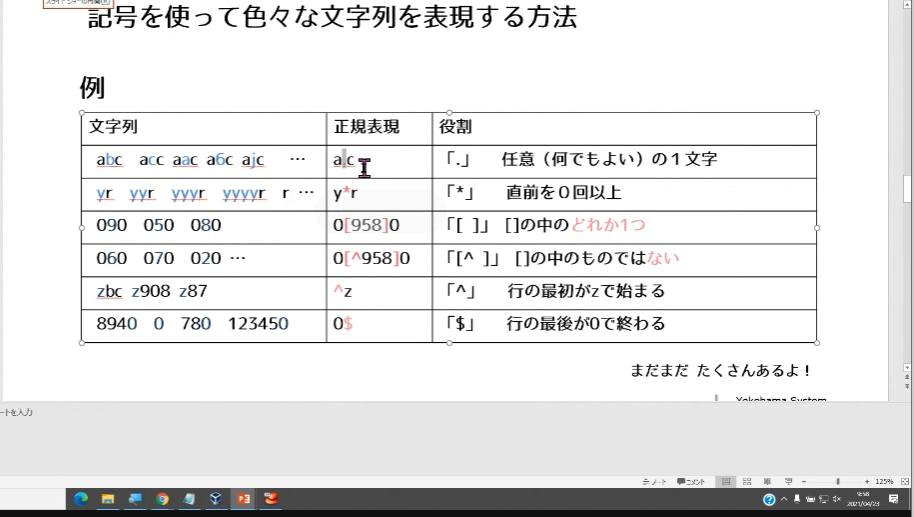 記号を使って色々な文字列を表現する方法
例
文字列 正規表現 役割
abc acc aac a6c ajc … a.c 「.」 任意（何でもよい）の１文字
yr yyr yyyr yyyyr r … y*r 「*」 直前を０回以上
090 050 080 0[958]0 「[ ]」 []の中のどれか1つ
060 070 020 … 0[^958]0 「[^ ]」 []の中のものではない
zbc z908 z87 ^z 「^」 行の最初がzで始まる
8940 0 780 123450 0$ 「$」 行の最後が0で終わる
まだまだ たくさんあるよ！
Yokohama System
ートを入力
ノート コメント 125%
9:58
2021/04/23